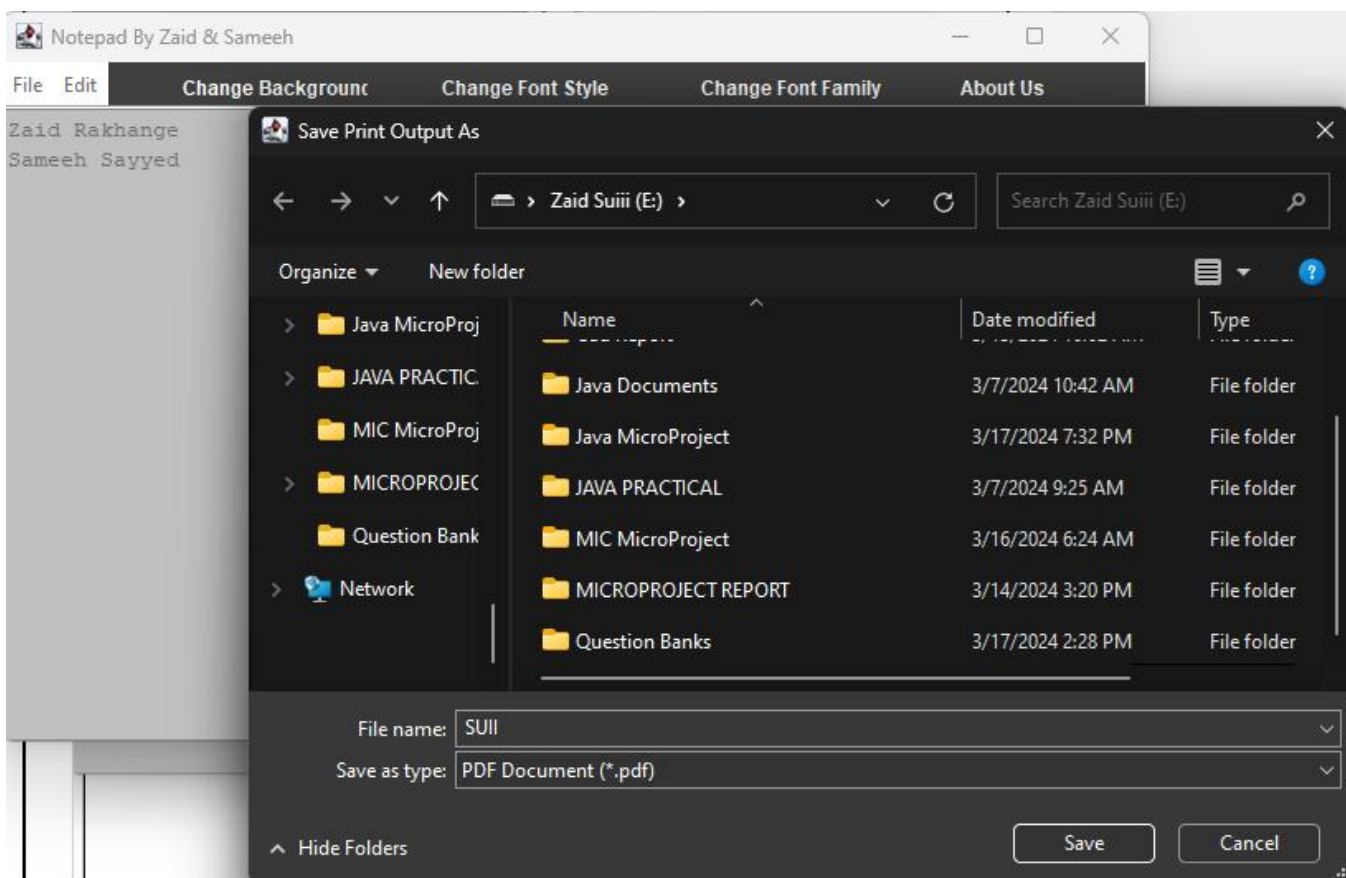 Notepad By Zaid & Sameeh
File Edit Change Background Change Font Style Change Font Family About Us
Zaid Rakhange
Sameeh Sayyed
Save Print Output As
Zaid Suiii (E:)
Search Zaid Suiii (E:)
Organize New folder
Name Date modified Type
Java MicroProj
JAVA PRACTIC
MIC MicroProj
MICROPROJEC
Question Bank
Network
Java Documents 3/7/2024 10:42 AM File folder
Java MicroProject 3/17/2024 7:32 PM File folder
JAVA PRACTICAL 3/7/2024 9:25 AM File folder
MIC MicroProject 3/16/2024 6:24 AM File folder
MICROPROJECT REPORT 3/14/2024 3:20 PM File folder
Question Banks 3/17/2024 2:28 PM File folder
File name: SUII
Save as type: PDF Document (*.pdf)
Hide Folders Save Cancel